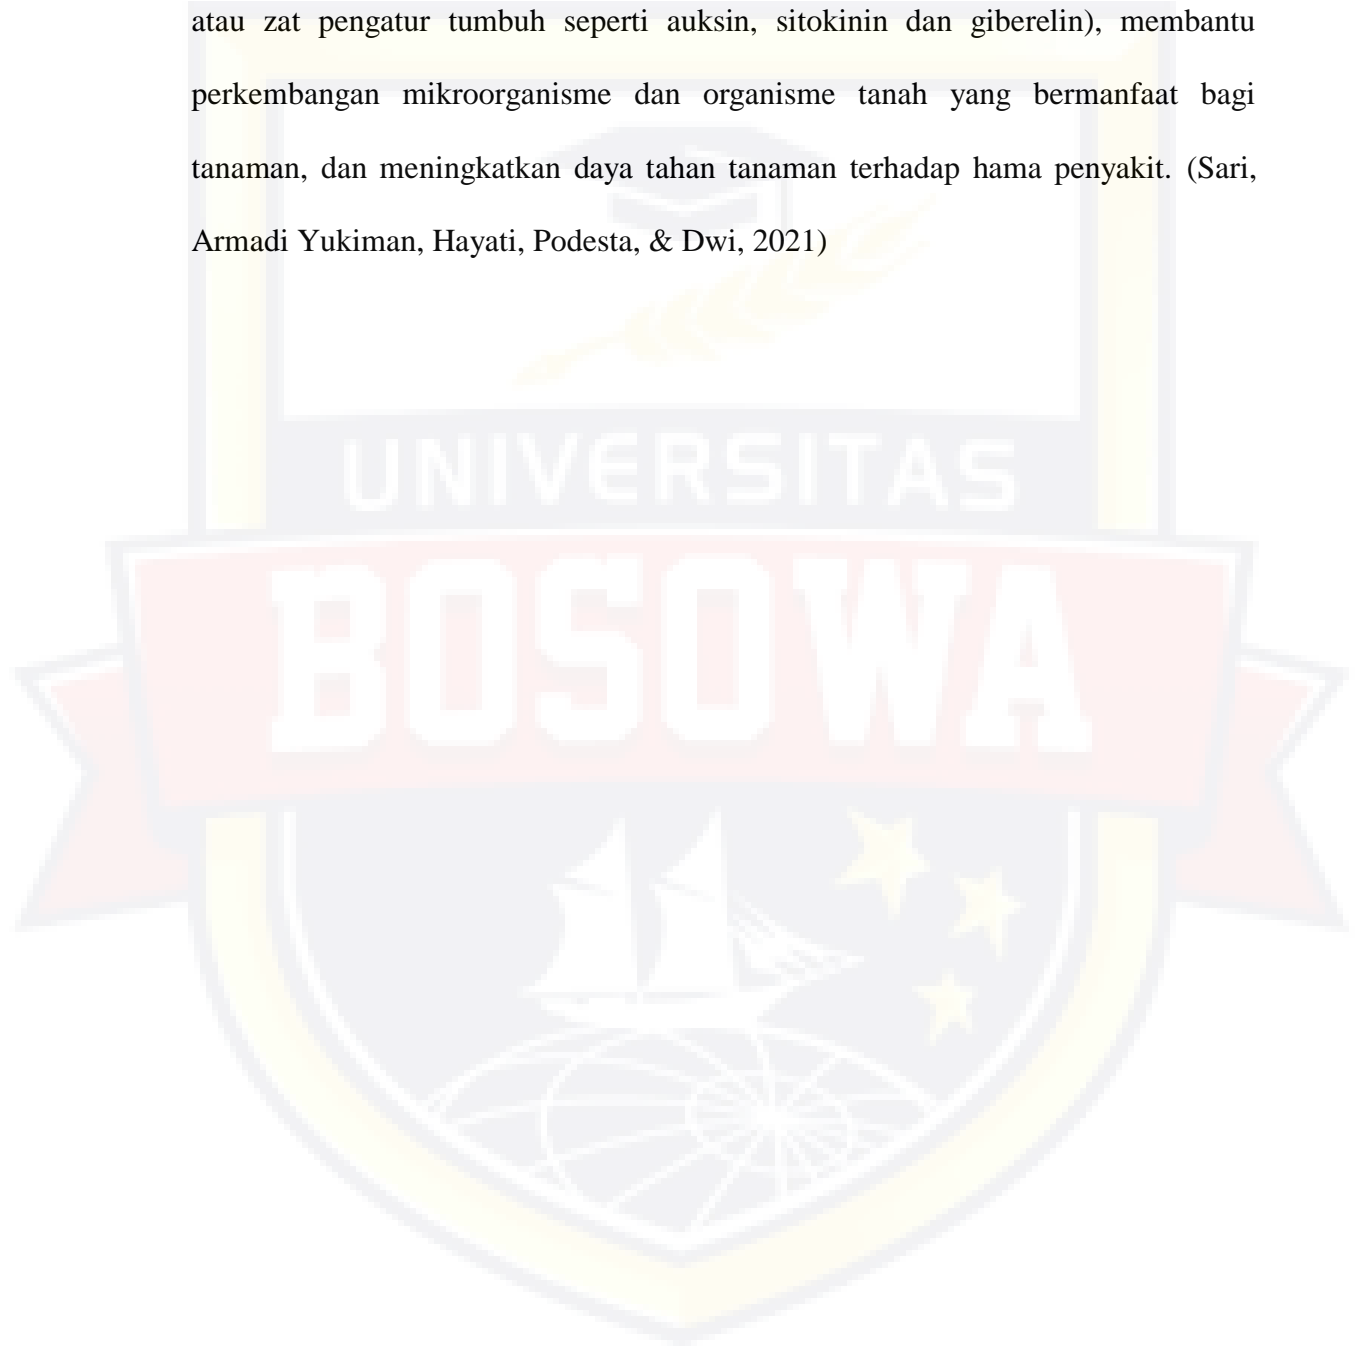 atau zat pengatur tumbuh seperti auksin, sitokinin dan giberelin), membantu
perkembangan mikroorganisme dan organisme tanah yang bermanfaat bagi
tanaman, dan meningkatkan daya tahan tanaman terhadap hama penyakit. (Sari,
Armadi Yukiman, Hayati, Podesta, & Dwi, 2021)
UNIVERSITAS
BOSOWA